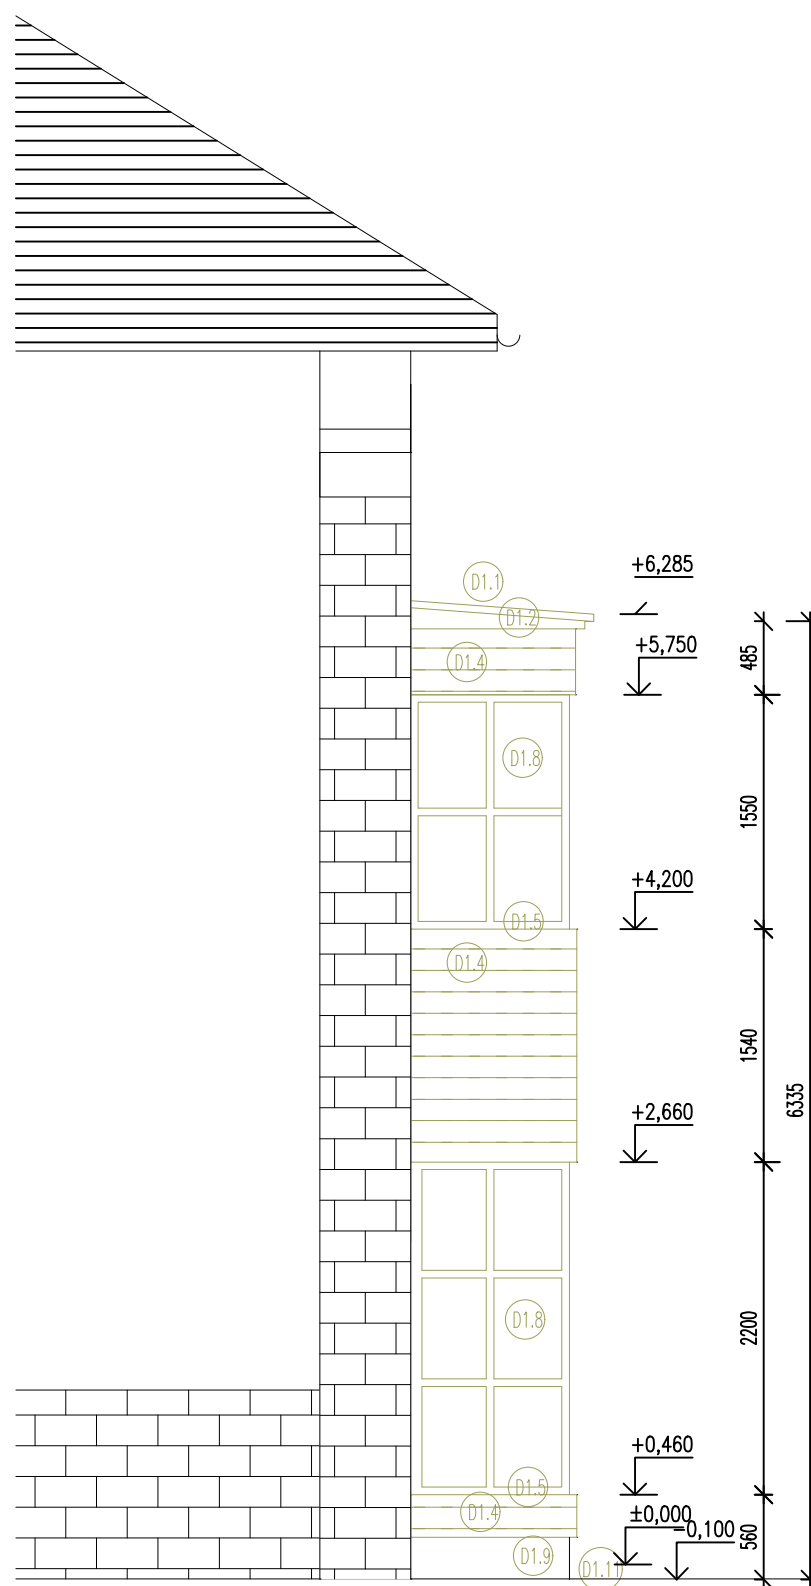 +6,285
D1.1
D1.2
+5,750
485
D1.4
D1.8
1550
+4,200
D1.5
D1.4
1540
6335
+2,660
D1.8
2200
+0,460
D1.5
D1.4
±0,000
-0,100
560
D1.9
D1.11